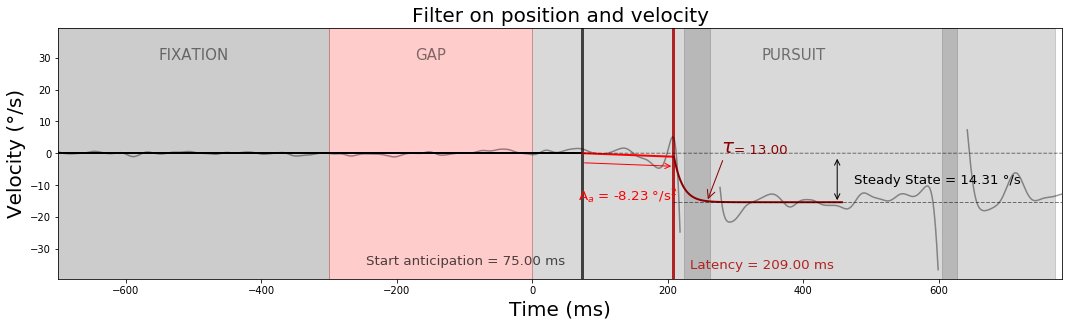 Filter on position and velocity
FIXATION
GAP
PURSUIT
Velocity (°/s)
30
20
10
0
−10
−20
−30
τ = 13.00
Steady State = 14.31 °/s
Aₐ = -8.23 °/s²
Start anticipation = 75.00 ms
Latency = 209.00 ms
−600
−400
−200
0
200
400
600
Time (ms)